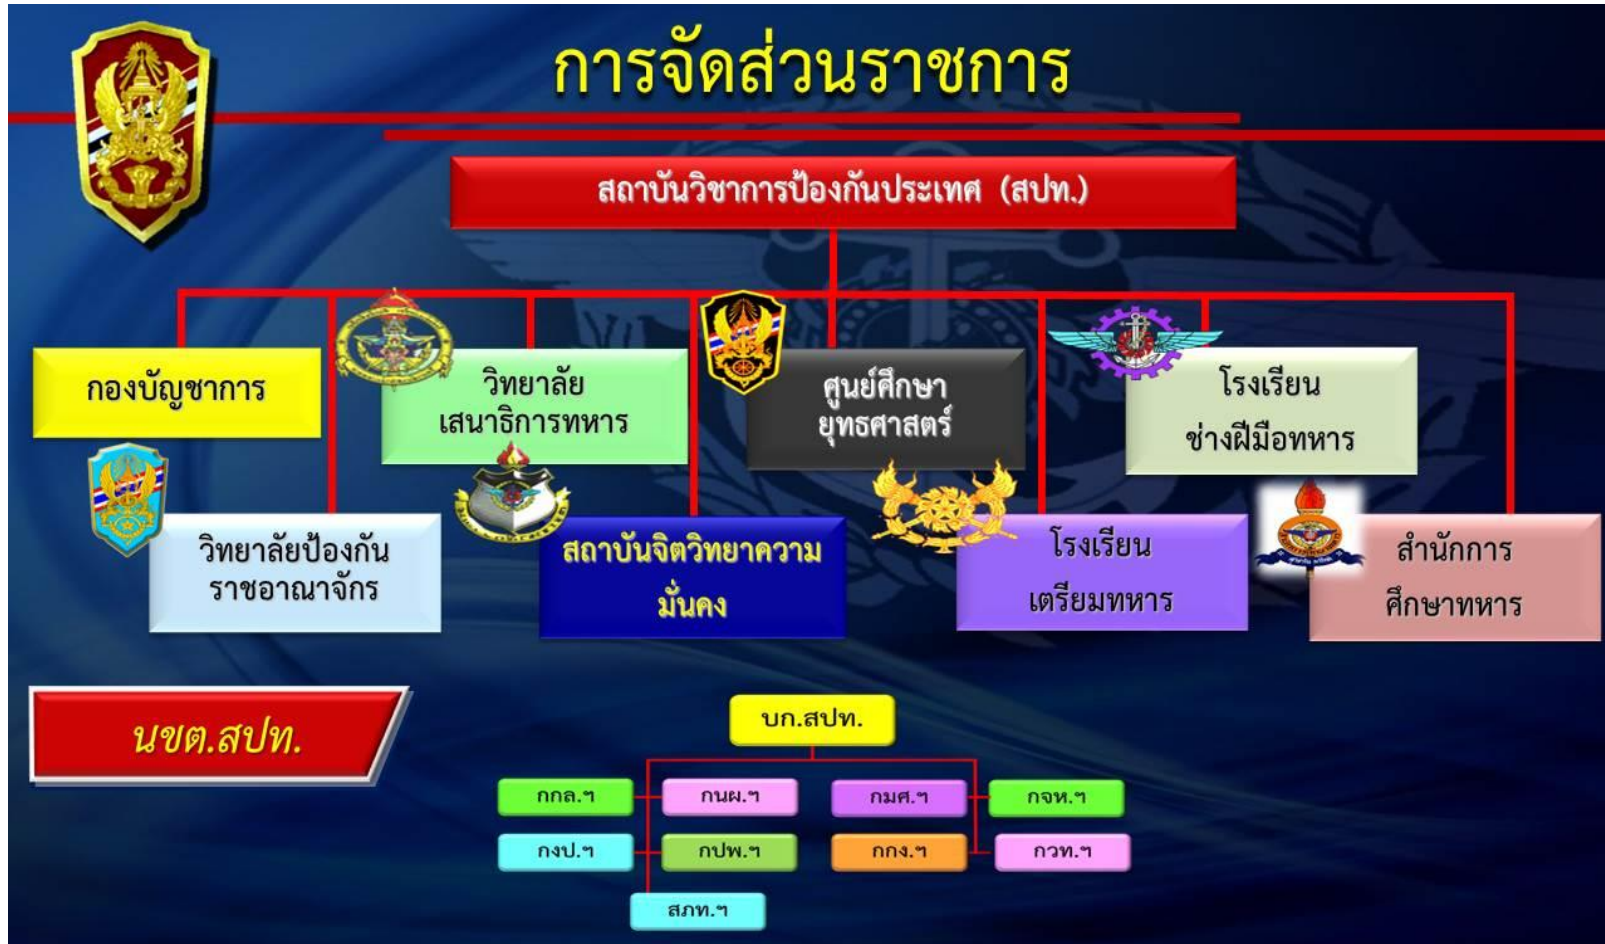 การจัดส่วนราชการ
สถาบันวิชาการป้องกันประเทศ (สปท.)
กองบัญชาการ
วิทยาลัย
เสนาธิการทหาร
ศูนย์ศึกษา
ยุทธศาสตร์
โรงเรียน
ช่างฝีมือทหาร
วิทยาลัยป้องกัน
ราชอาณาจักร
สถาบันจิตวิทยาความ
มั่นคง
โรงเรียน
เตรียมทหาร
สำนักการ
ศึกษาทหาร
นขต.สปท.
บก.สปท.
กกล.ฯ
กนผ.ฯ
กมศ.ฯ
กจห.ฯ
กงป.ฯ
กปพ.ฯ
กกง.ฯ
กวท.ฯ
สภท.ฯ